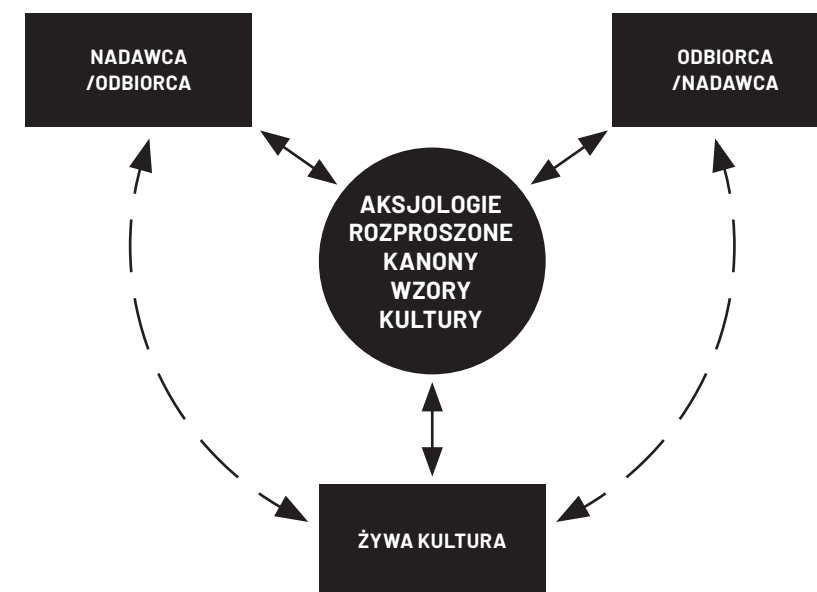 NADAWCA
/ODBIORCA
ODBIORCA
/NADAWCA
AKSJOLOGIE
ROZPROSZONE
KANONY
WZORY
KULTURY
ŻYWA KULTURA